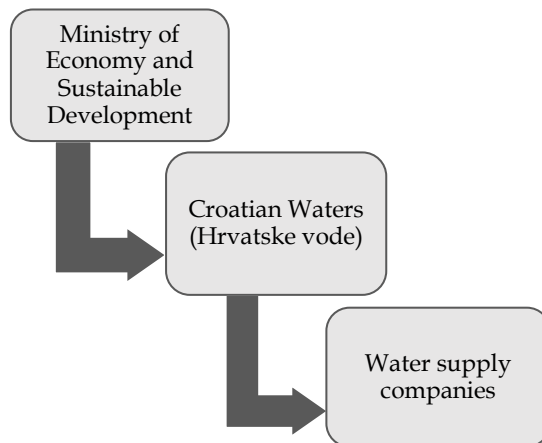 Ministry of
Economy and
Sustainable
Development
Croatian Waters
(Hrvatske vode)
Water supply
companies